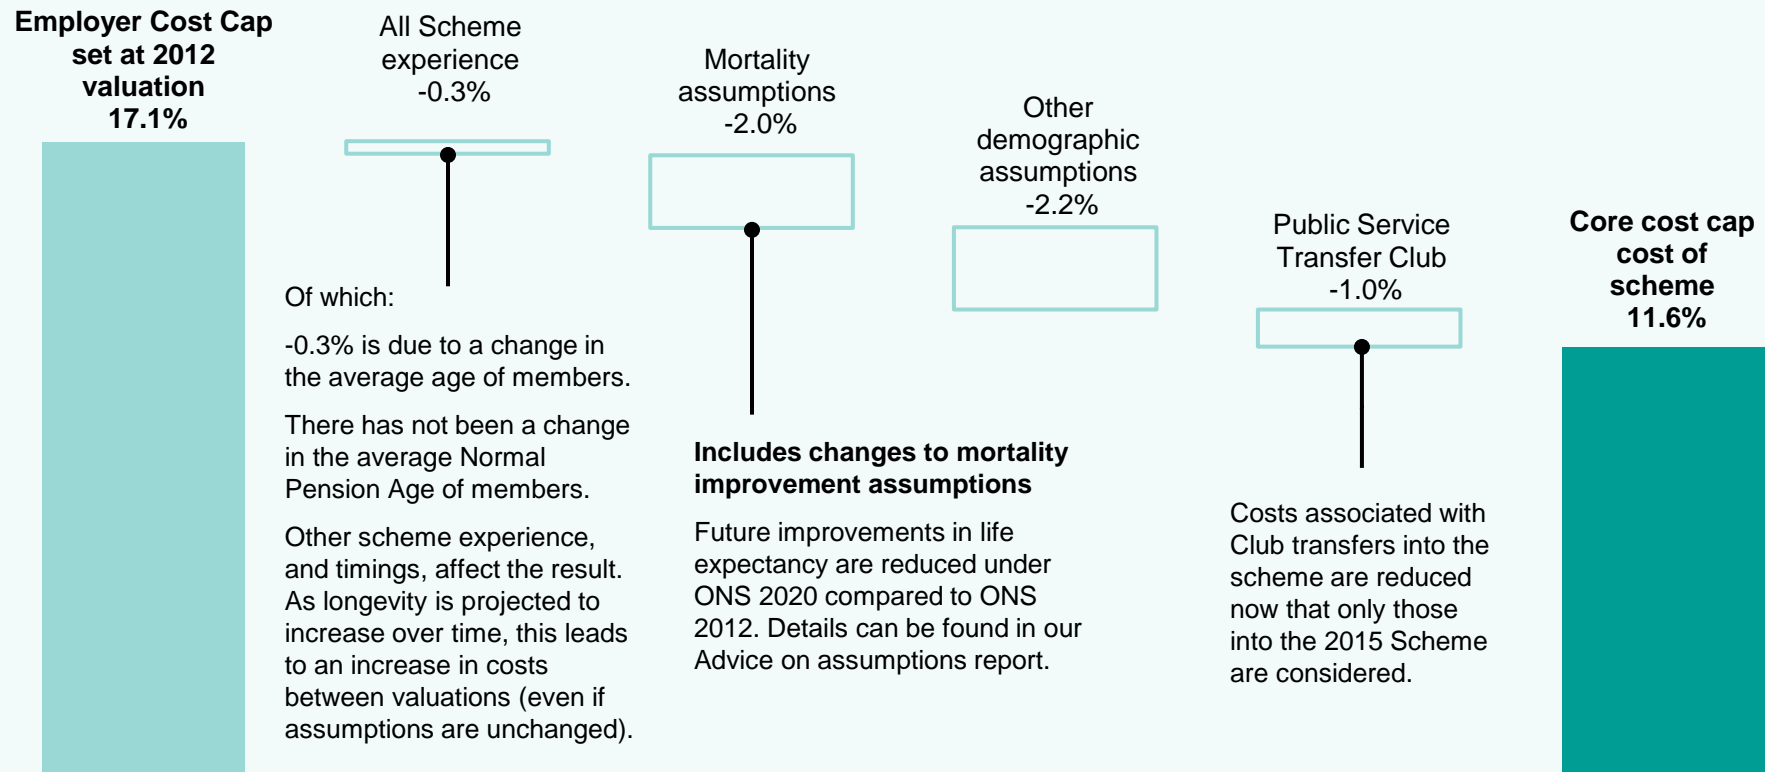 Employer Cost Cap
set at 2012
valuation
17.1%
All Scheme
experience
-0.3%
Mortality
assumptions
-2.0%
Other
demographic
assumptions
-2.2%
Public Service
Transfer Club
-1.0%
Core cost cap
cost of
scheme
11.6%
Of which:
-0.3% is due to a change in
the average age of members.
There has not been a change
in the average Normal
Pension Age of members.
Other scheme experience,
and timings, affect the result.
As longevity is projected to
increase over time, this leads
to an increase in costs
between valuations (even if
assumptions are unchanged).
Includes changes to mortality
improvement assumptions
Future improvements in life
expectancy are reduced under
ONS 2020 compared to ONS
2012. Details can be found in our
Advice on assumptions report.
Costs associated with
Club transfers into the
scheme are reduced
now that only those
into the 2015 Scheme
are considered.